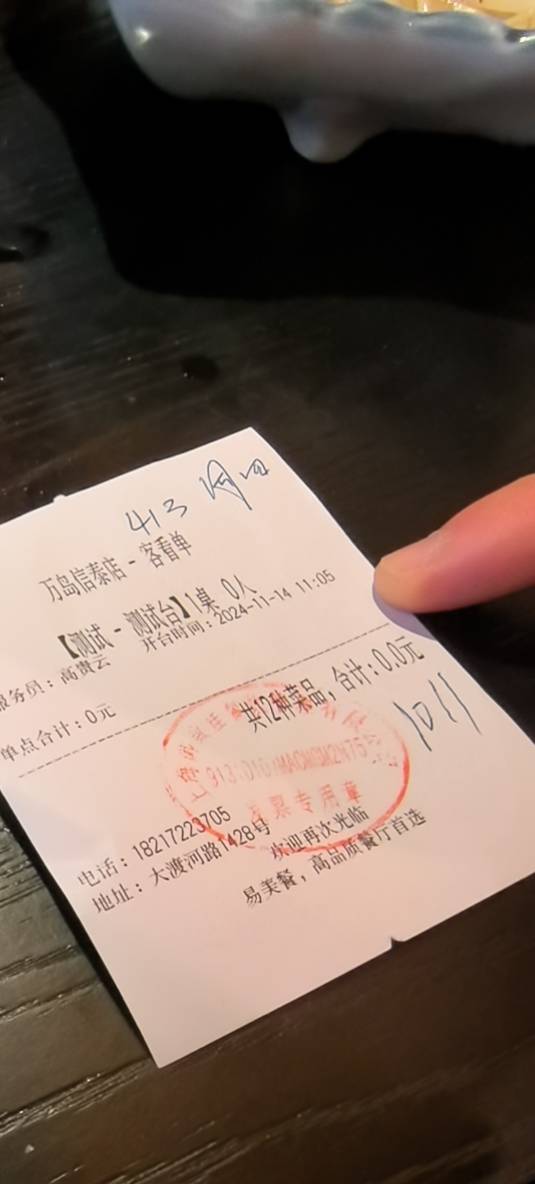 413 周四
万岛信泰店 - 客看单
【测试 - 测试台】1桌 0人
开台时间：2024-11-14 11:05
服务员：高贵云
单点合计：0元
共12种菜品，合计：0.0元
1011
发票专用章
电话：18217223705
地址：大渡河路1428号
欢迎再次光临
易美餐，高品质餐厅首选